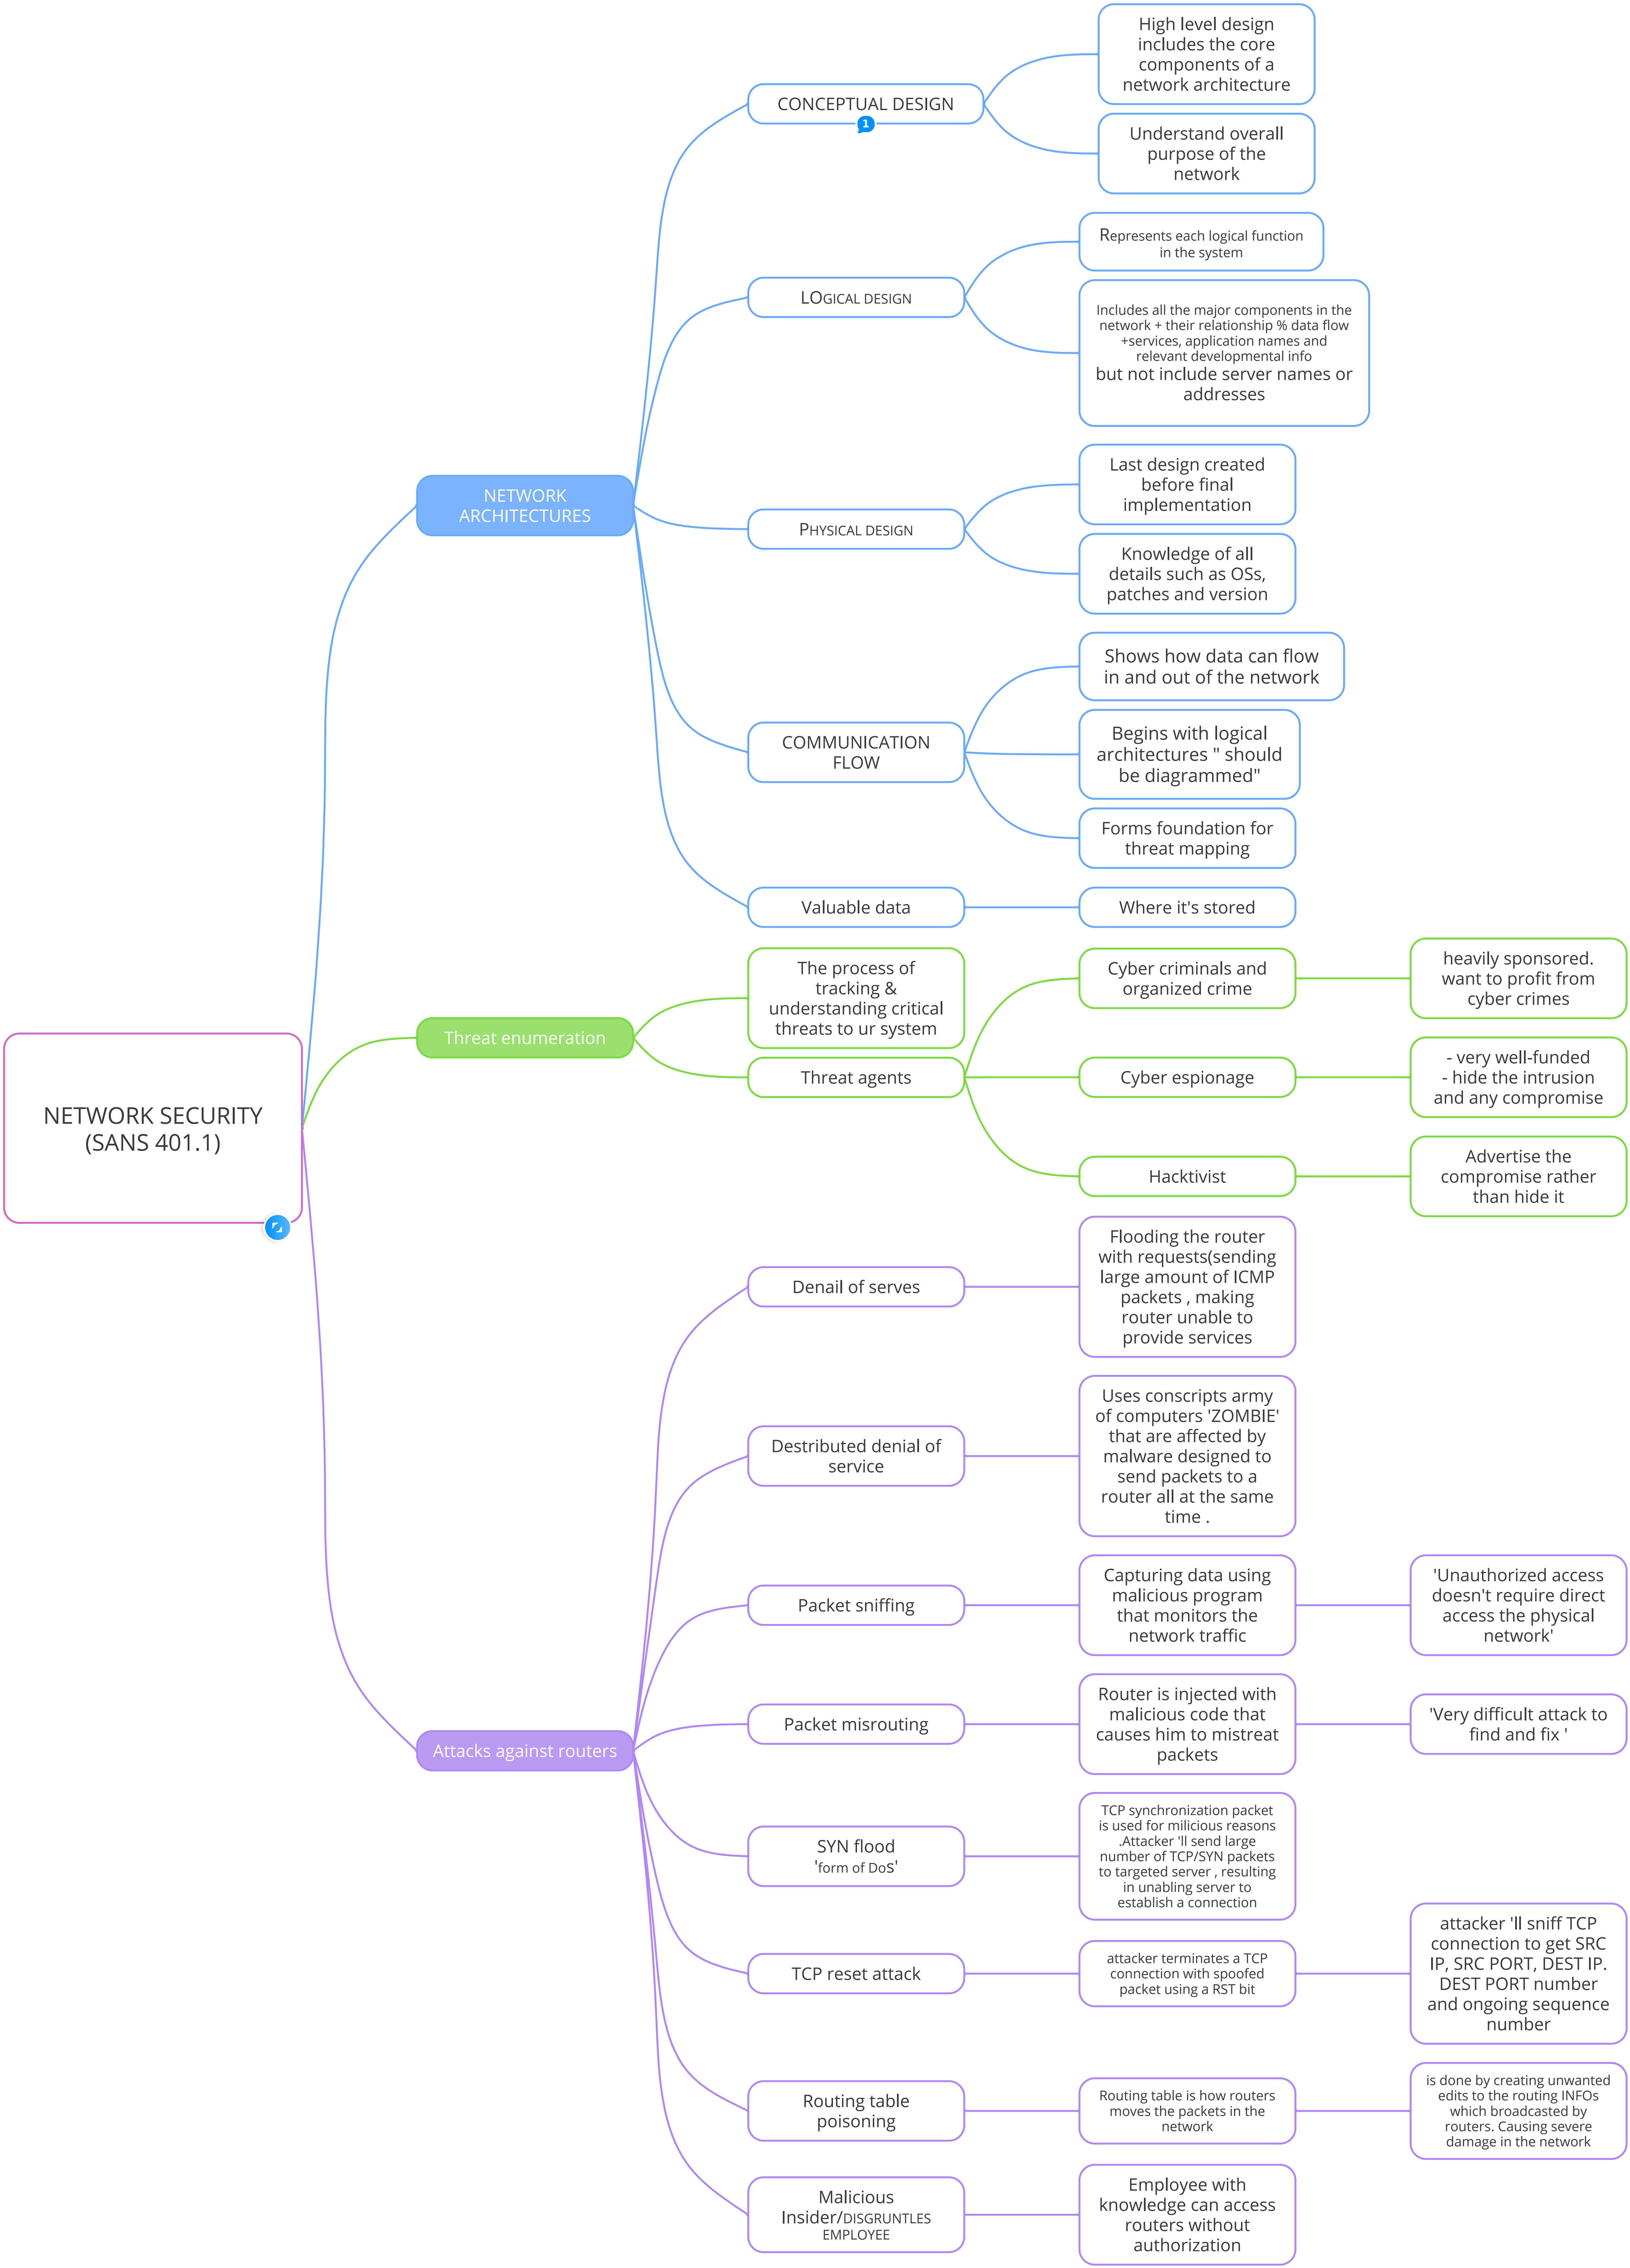 High level design
includes the core
components of a
network architecture
CONCEPTUAL DESIGN
1
Understand overall
purpose of the
network
Represents each logical function
in the system
LOGICAL DESIGN
Includes all the major components in the
network + their relationship % data flow
+services, application names and
relevant developmental info
but not include server names or
addresses
Last design created
before final
implementation
NETWORK
ARCHITECTURES
PHYSICAL DESIGN
Knowledge of all
details such as OSs,
patches and version
Shows how data can flow
in and out of the network
COMMUNICATION
FLOW
Begins with logical
architectures " should
be diagrammed"
Forms foundation for
threat mapping
Valuable data
Where it's stored
The process of
tracking &
understanding critical
threats to ur system
Cyber criminals and
organized crime
heavily sponsored.
want to profit from
cyber crimes
Threat enumeration
Threat agents
Cyber espionage
- very well-funded
- hide the intrusion
and any compromise
NETWORK SECURITY
(SANS 401.1)
Hacktivist
Advertise the
compromise rather
than hide it
Denail of serves
Flooding the router
with requests(sending
large amount of ICMP
packets , making
router unable to
provide services
Destributed denial of
service
Uses conscripts army
of computers 'ZOMBIE'
that are affected by
malware designed to
send packets to a
router all at the same
time .
Packet sniffing
Capturing data using
malicious program
that monitors the
network traffic
'Unauthorized access
doesn't require direct
access the physical
network'
Packet misrouting
Router is injected with
malicious code that
causes him to mistreat
packets
'Very difficult attack to
find and fix '
Attacks against routers
SYN flood
'form of DoS'
TCP synchronization packet
is used for milicious reasons
.Attacker 'll send large
number of TCP/SYN packets
to targeted server , resulting
in unabling server to
establish a connection
TCP reset attack
attacker terminates a TCP
connection with spoofed
packet using a RST bit
attacker 'll sniff TCP
connection to get SRC
IP, SRC PORT, DEST IP.
DEST PORT number
and ongoing sequence
number
Routing table
poisoning
Routing table is how routers
moves the packets in the
network
is done by creating unwanted
edits to the routing INFOs
which broadcasted by
routers. Causing severe
damage in the network
Malicious
Insider/DISGRUNTLES
EMPLOYEE
Employee with
knowledge can access
routers without
authorization